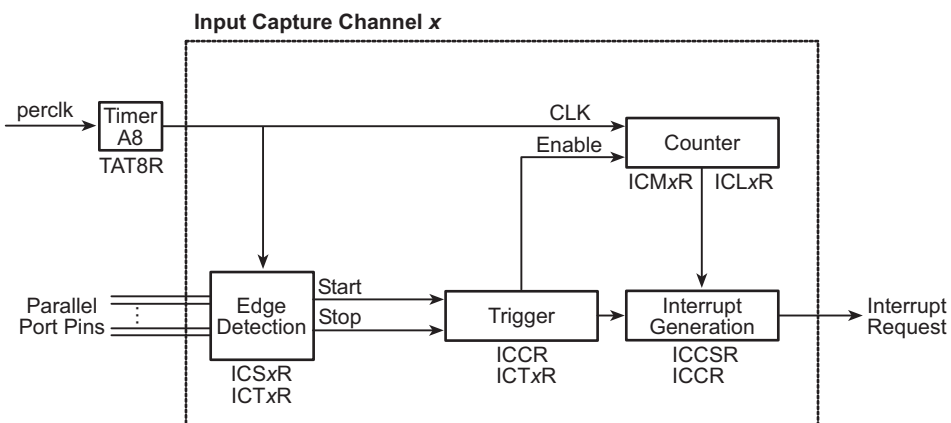 Input Capture Channel x
perclk
Timer
A8
TAT8R
CLK
Enable
Counter
ICMxR
ICLxR
Parallel
Port Pins
Edge
Detection
ICSxR
ICTxR
Start
Stop
Trigger
ICCR
ICTxR
Interrupt
Generation
ICCSR
ICCR
Interrupt
Request